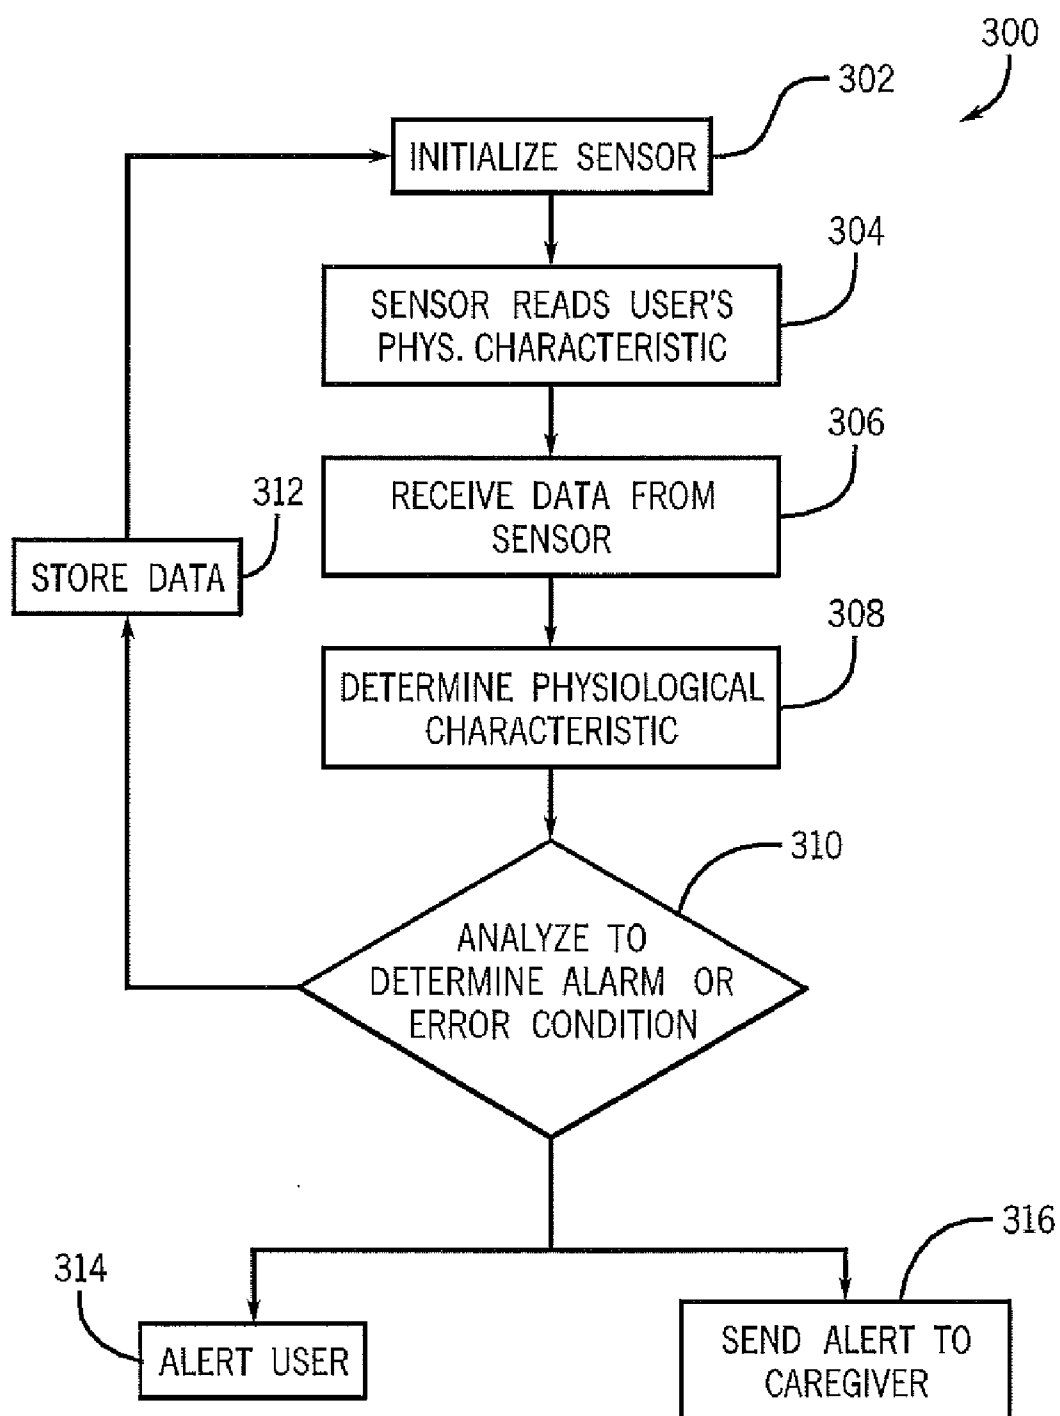 300
302
INITIALIZE SENSOR
304
SENSOR READS USER'S
PHYS. CHARACTERISTIC
306
RECEIVE DATA FROM
SENSOR
312
STORE DATA
308
DETERMINE PHYSIOLOGICAL
CHARACTERISTIC
310
ANALYZE TO
DETERMINE ALARM OR
ERROR CONDITION
314
ALERT USER
316
SEND ALERT TO
CAREGIVER